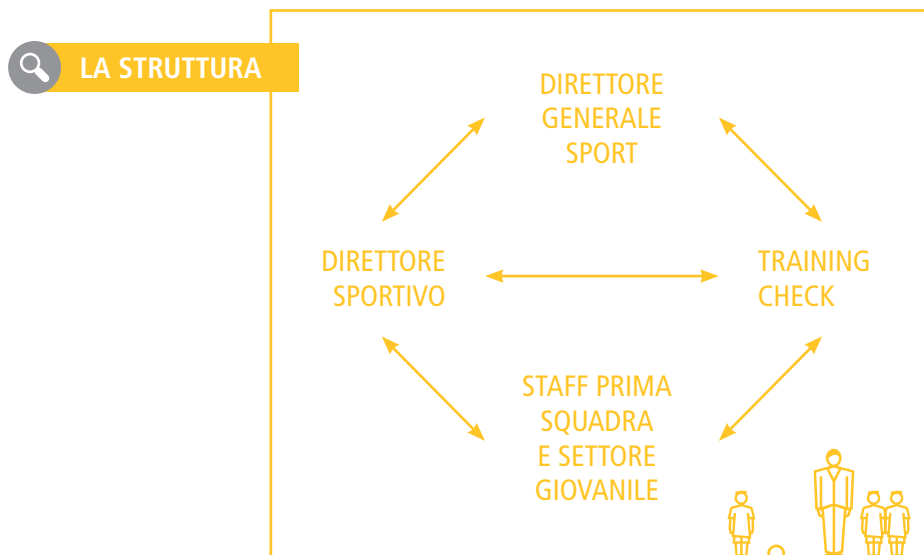 LA STRUTTURA
DIRETTORE
GENERALE
SPORT
DIRETTORE
SPORTIVO
TRAINING
CHECK
STAFF PRIMA
SQUADRA
E SETTORE
GIOVANILE